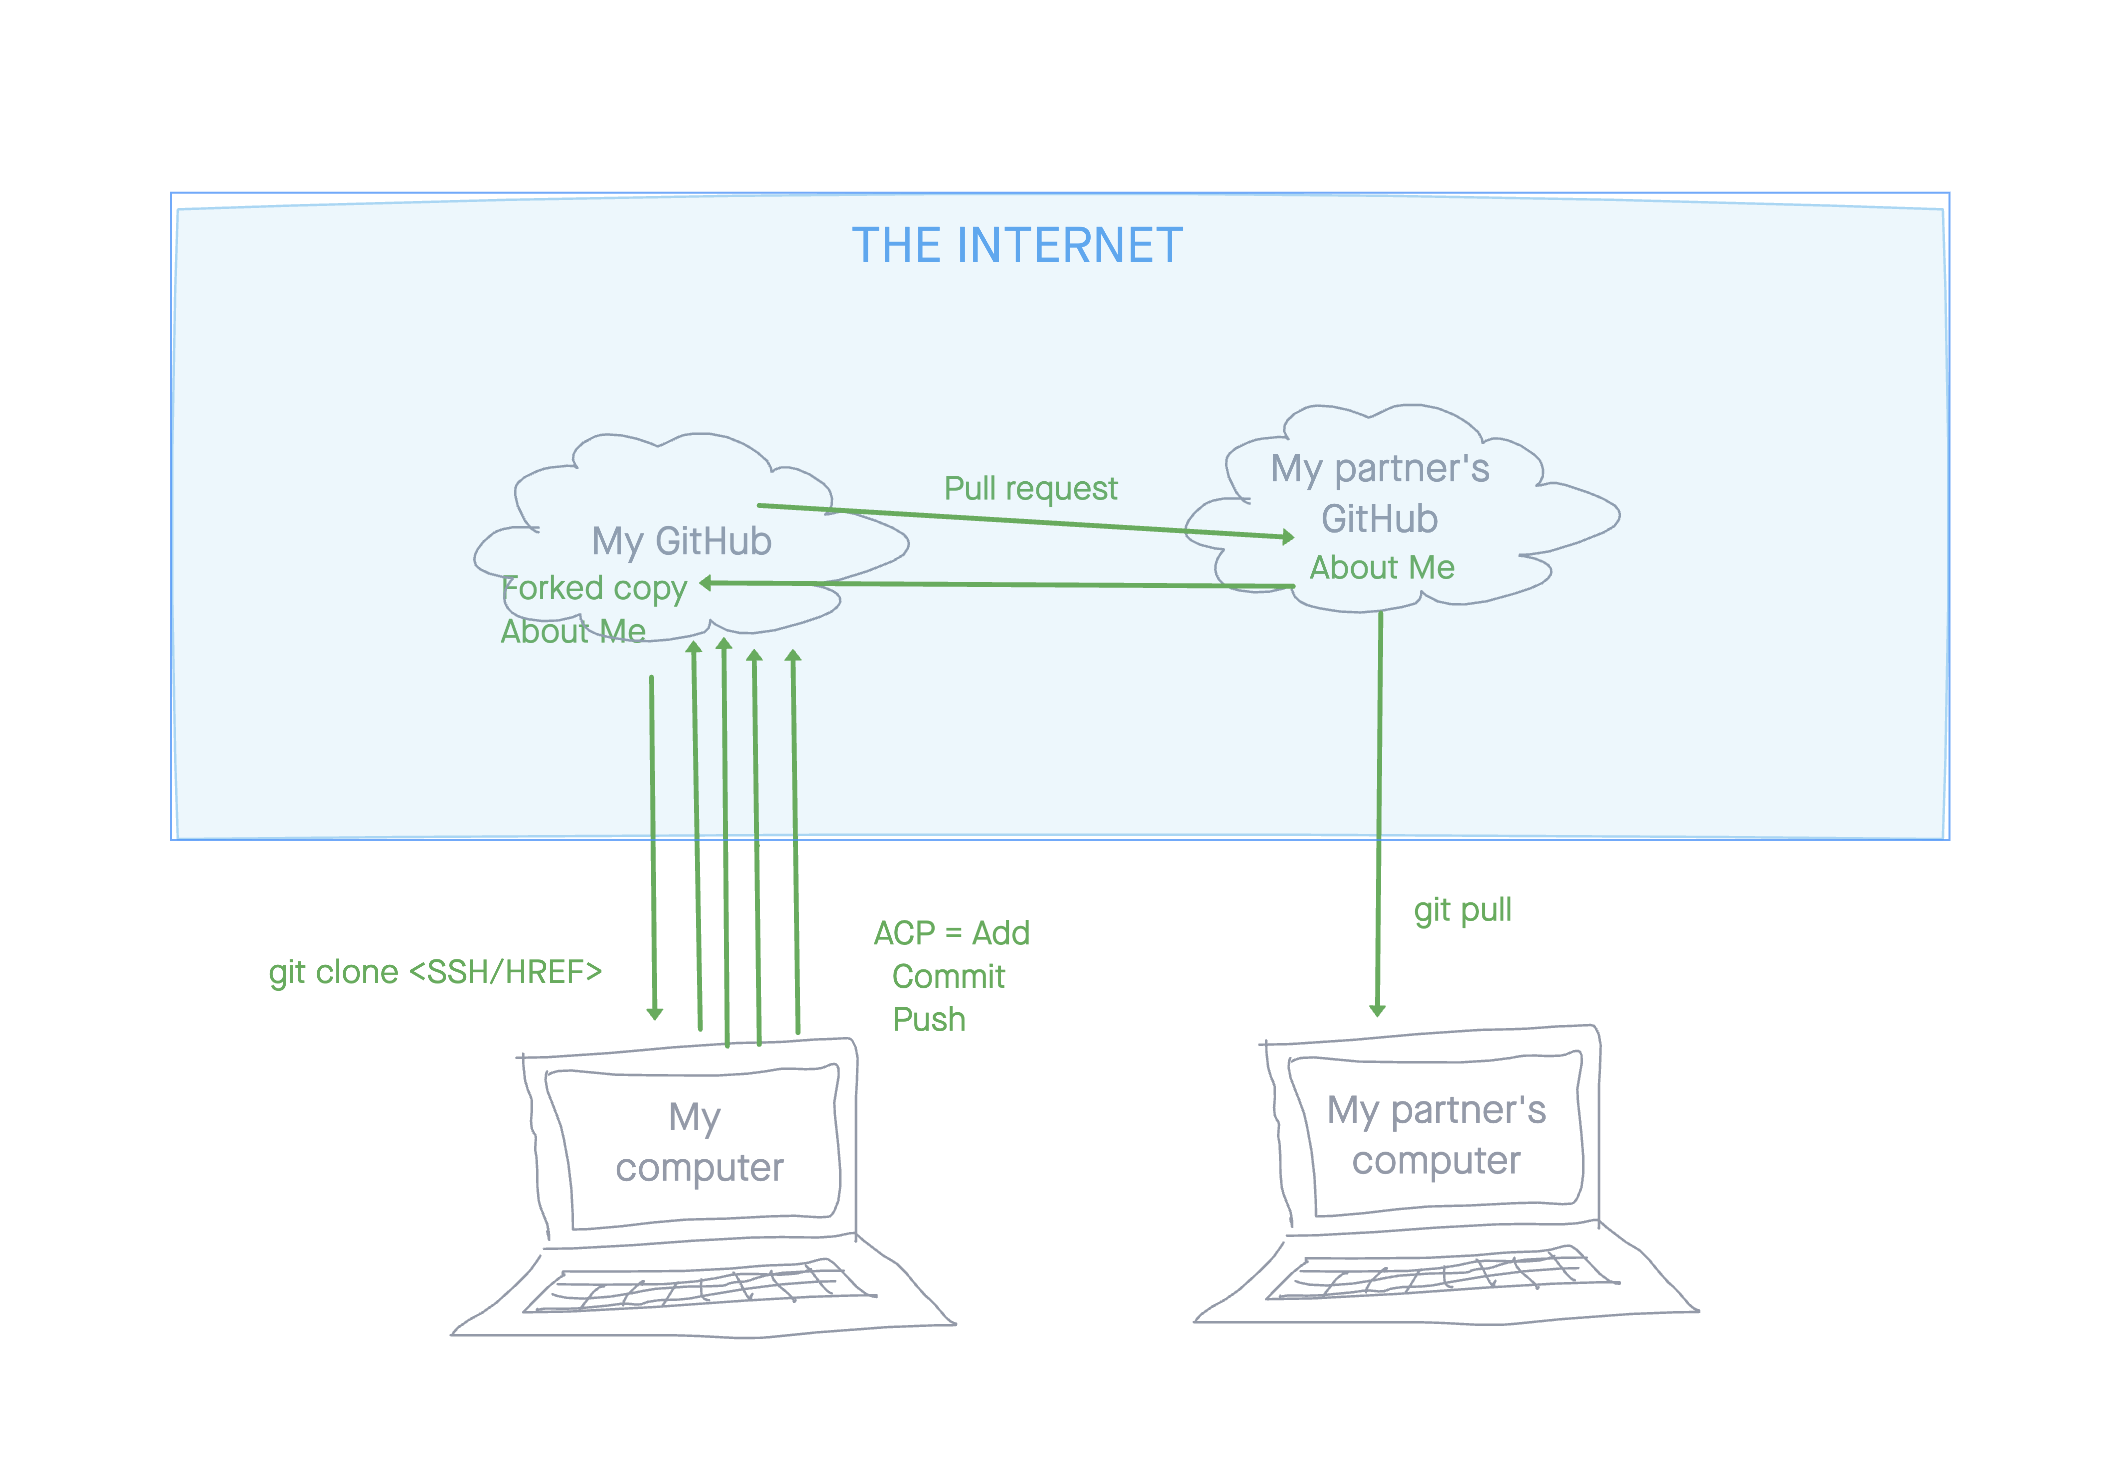 THE INTERNET
My partner's
GitHub
About Me
Pull request
My GitHub
Forked copy
About Me
git clone <SSH/HREF>
ACP = Add
Commit
Push
git pull
My
computer
My partner's
computer